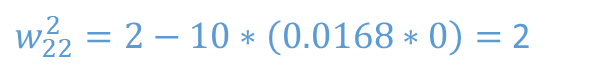 w₂₂² = 2 − 10 * (0.0168 * 0) = 2